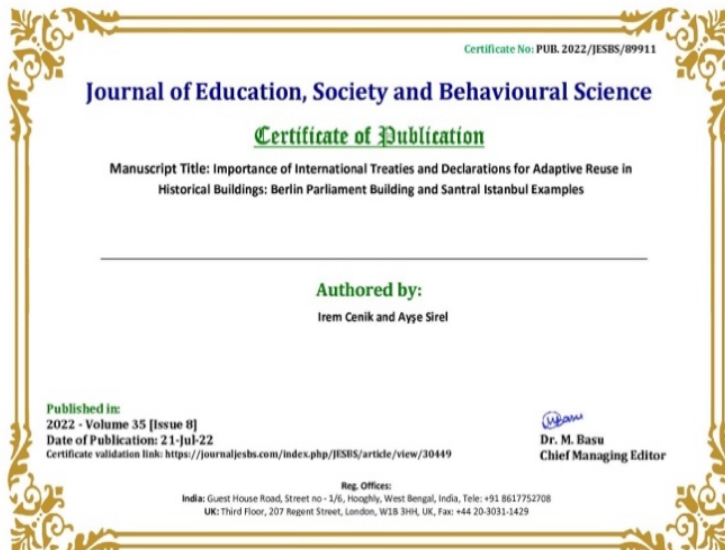 Certificate No: PUB. 2022/JESBS/89911
Journal of Education, Society and Behavioural Science
Certificate of Publication
Manuscript Title: Importance of International Treaties and Declarations for Adaptive Reuse in
Historical Buildings: Berlin Parliament Building and Santral Istanbul Examples
Authored by:
Irem Cenik and Ayşe Sirel
Published in:
2022 - Volume 35 [Issue 8]
Date of Publication: 21-Jul-22
Certificate validation link: https://journaljesbs.com/index.php/JESBS/article/view/30449
MBasu
Dr. M. Basu
Chief Managing Editor
Reg. Offices:
India: Guest House Road, Street no - 1/6, Hooghly, West Bengal, India, Tele: +91 8617752708
UK: Third Floor, 207 Regent Street, London, W1B 3HH, UK, Fax: +44 20-3031-1429